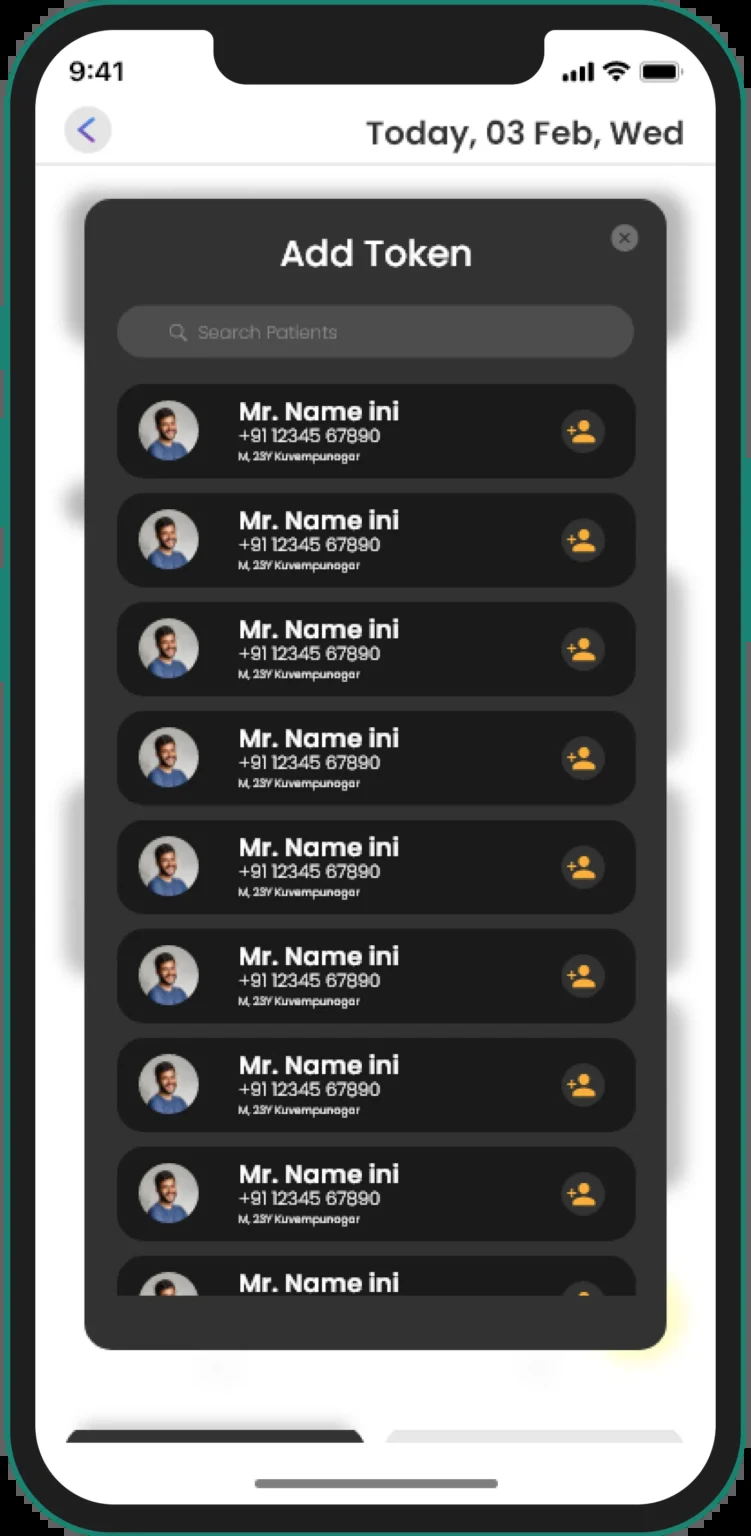 9:41
Today, 03 Feb, Wed
Add Token
Search Patients
Mr. Name ini
+91 12345 67890
M, 23Y Kuvempunagar
Mr. Name ini
+91 12345 67890
M, 23Y Kuvempunagar
Mr. Name ini
+91 12345 67890
M, 23Y Kuvempunagar
Mr. Name ini
+91 12345 67890
M, 23Y Kuvempunagar
Mr. Name ini
+91 12345 67890
M, 23Y Kuvempunagar
Mr. Name ini
+91 12345 67890
M, 23Y Kuvempunagar
Mr. Name ini
+91 12345 67890
M, 23Y Kuvempunagar
Mr. Name ini
+91 12345 67890
M, 23Y Kuvempunagar
Mr. Name ini